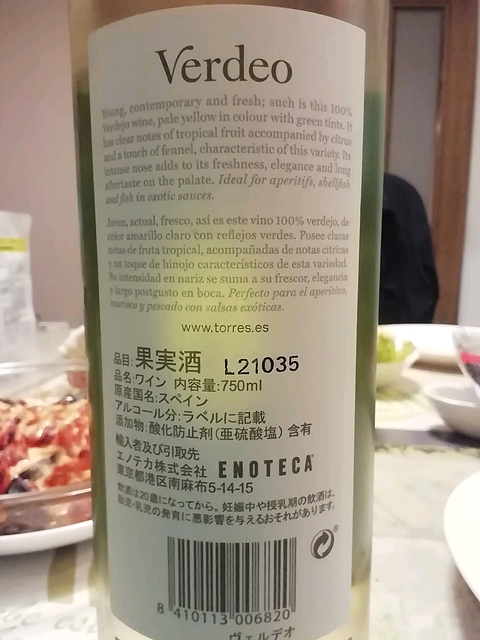 Verdeo
Young, contemporary and fresh; such is this 100%
Verdejo wine, pale yellow in colour with green tints. It
has clear notes of tropical fruit accompanied by citrus
and a touch of fennel, characteristic of this variety. Its
intense nose adds to its freshness, elegance and long
aftertaste on the palate. Ideal for aperitifs, shellfish
and fish in exotic sauces.
Joven, actual, fresco, así es este vino 100% verdejo, de
color amarillo claro con reflejos verdes. Posee claras
notas de fruta tropical, acompañadas de notas cítricas
y un toque de hinojo característicos de esta variedad.
Su intensidad en nariz se suma a su frescor, elegancia
y largo postgusto en boca. Perfecto para el aperitivo,
marisco y pescado con salsas exóticas.
www.torres.es
品目:果実酒 L21035
品名:ワイン 内容量:750ml
原産国名:スペイン
アルコール分:ラベルに記載
添加物:酸化防止剤(亜硫酸塩)含有
輸入者及び引取先
エノテカ株式会社 ENOTECA
東京都港区南麻布5-14-15
飲酒は20歳になってから。妊娠中や授乳期の飲酒は、
胎児・乳児の発育に悪影響を与えるおそれがあります。
8 410113 006820
ヴェルデオ